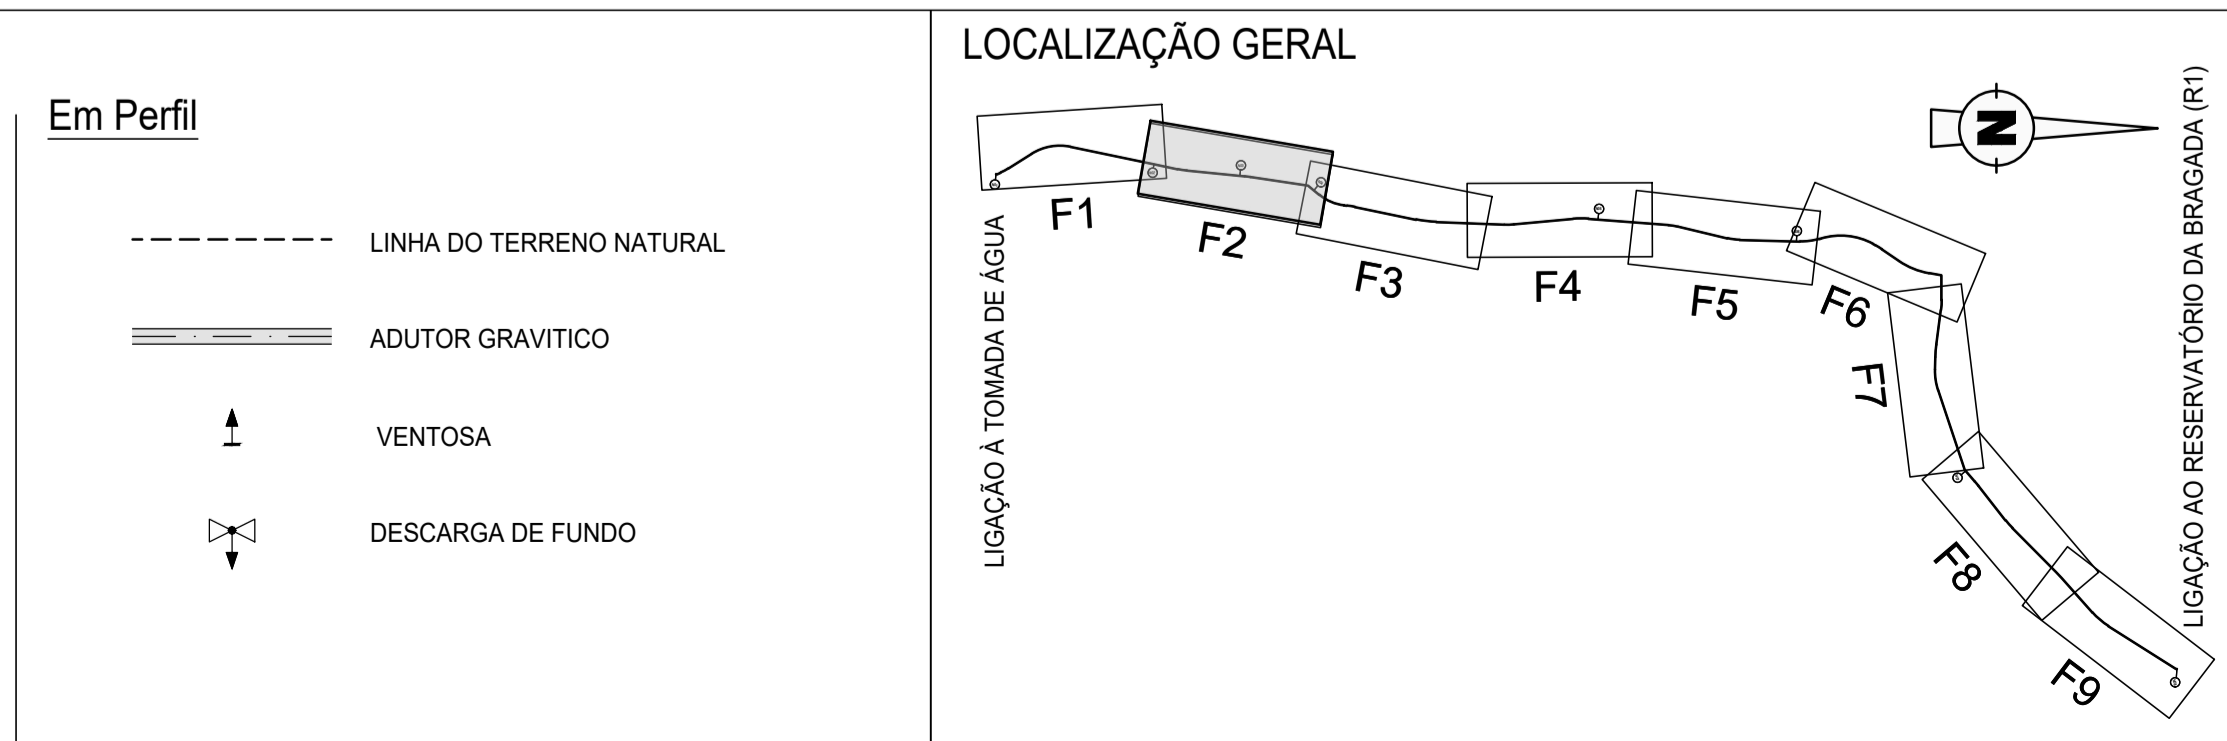 Em Perfil
LINHA DO TERRENO NATURAL
ADUTOR GRAVITICO
VENTOSA
DESCARGA DE FUNDO
LOCALIZAÇÃO GERAL
N
F1
F2
F3
F4
F5
F6
F7
F8
F9
LIGAÇÃO À TOMADA DE ÁGUA
LIGAÇÃO AO RESERVATÓRIO DA BRAGADA (R1)